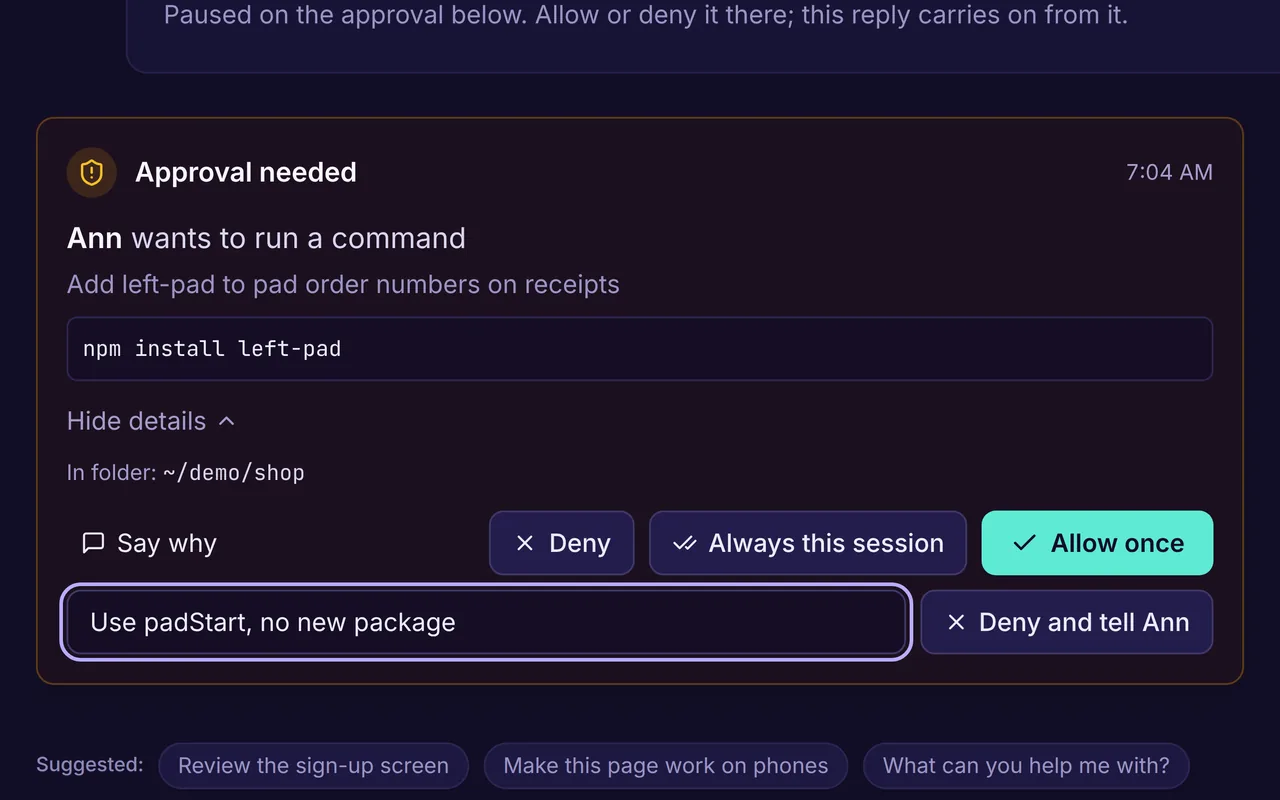 Paused on the approval below. Allow or deny it there; this reply carries on from it.
Approval needed
7:04 AM
Ann wants to run a command
Add left-pad to pad order numbers on receipts
npm install left-pad
Hide details
In folder: ~/demo/shop
Say why
Deny
Always this session
Allow once
Use padStart, no new package
Deny and tell Ann
Suggested:
Review the sign-up screen
Make this page work on phones
What can you help me with?